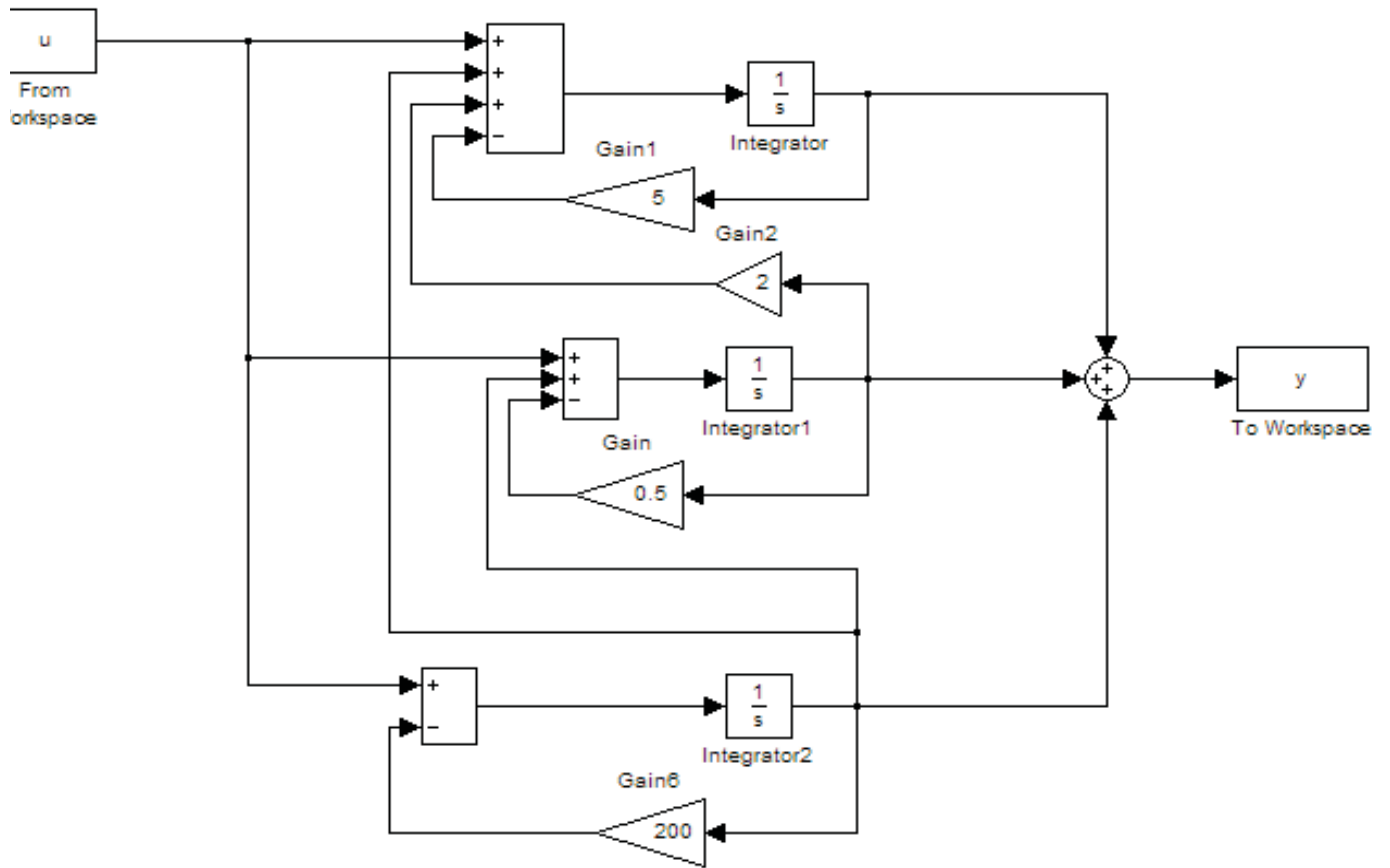 u
From
orkspace
+
+
+
−
1
s
Integrator
Gain1
5
Gain2
2
+
+
−
1
s
Integrator1
Gain
0.5
+
+
+
y
To Workspace
+
−
1
s
Integrator2
Gain6
200